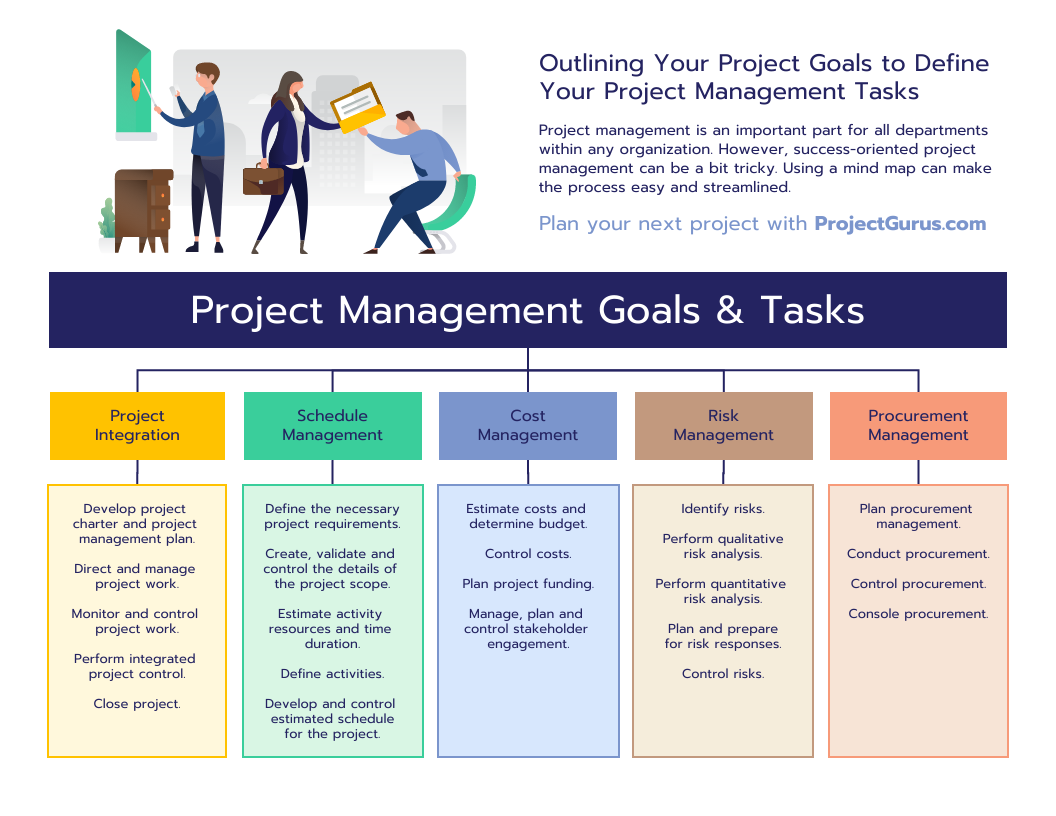 Outlining Your Project Goals to Define
Your Project Management Tasks
Project management is an important part for all departments
within any organization. However, success-oriented project
management can be a bit tricky. Using a mind map can make
the process easy and streamlined.
Plan your next project with ProjectGurus.com
Project Management Goals & Tasks
Project
Integration
Develop project
charter and project
management plan.
Direct and manage
project work.
Monitor and control
project work.
Perform integrated
project control.
Close project.
Schedule
Management
Define the necessary
project requirements.
Create, validate and
control the details of
the project scope.
Estimate activity
resources and time
duration.
Define activities.
Develop and control
estimated schedule
for the project.
Cost
Management
Estimate costs and
determine budget.
Control costs.
Plan project funding.
Manage, plan and
control stakeholder
engagement.
Risk
Management
Identify risks.
Perform qualitative
risk analysis.
Perform quantitative
risk analysis.
Plan and prepare
for risk responses.
Control risks.
Procurement
Management
Plan procurement
management.
Conduct procurement.
Control procurement.
Console procurement.